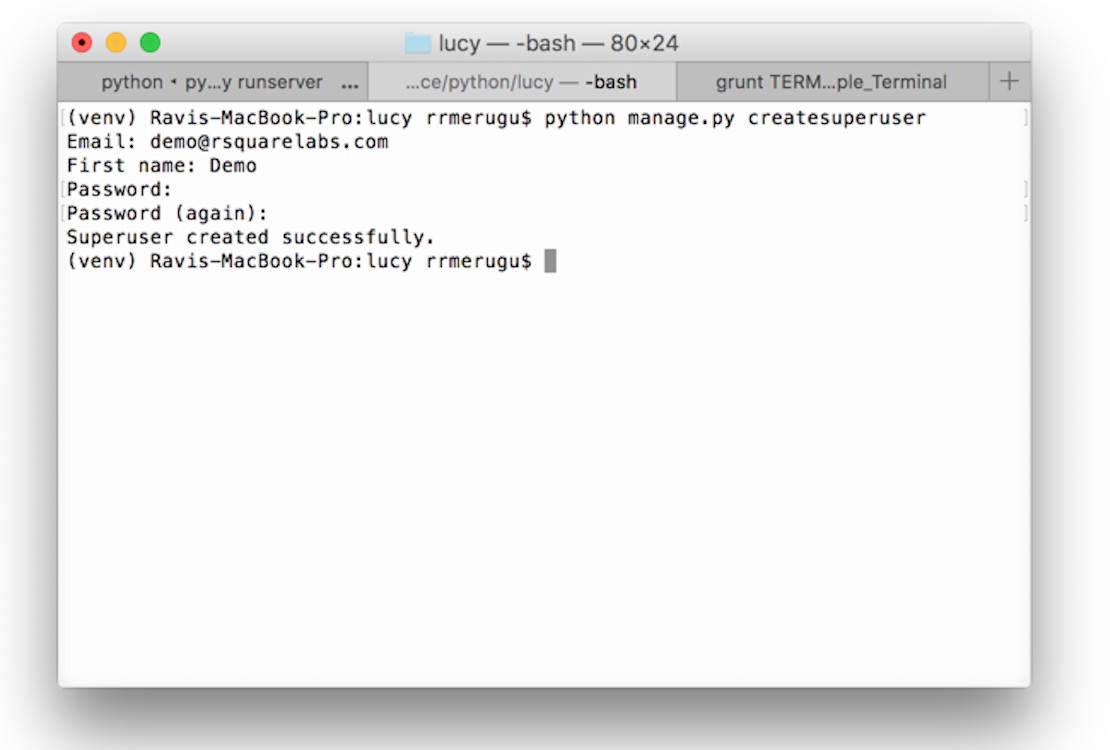 lucy — -bash — 80×24
python • py...y runserver ... ...ce/python/lucy — -bash grunt TERM...ple_Terminal +
[(venv) Ravis-MacBook-Pro:lucy rrmerugu$ python manage.py createsuperuser ]
Email: demo@rsquarelabs.com
First name: Demo
[Password: ]
[Password (again): ]
Superuser created successfully.
(venv) Ravis-MacBook-Pro:lucy rrmerugu$